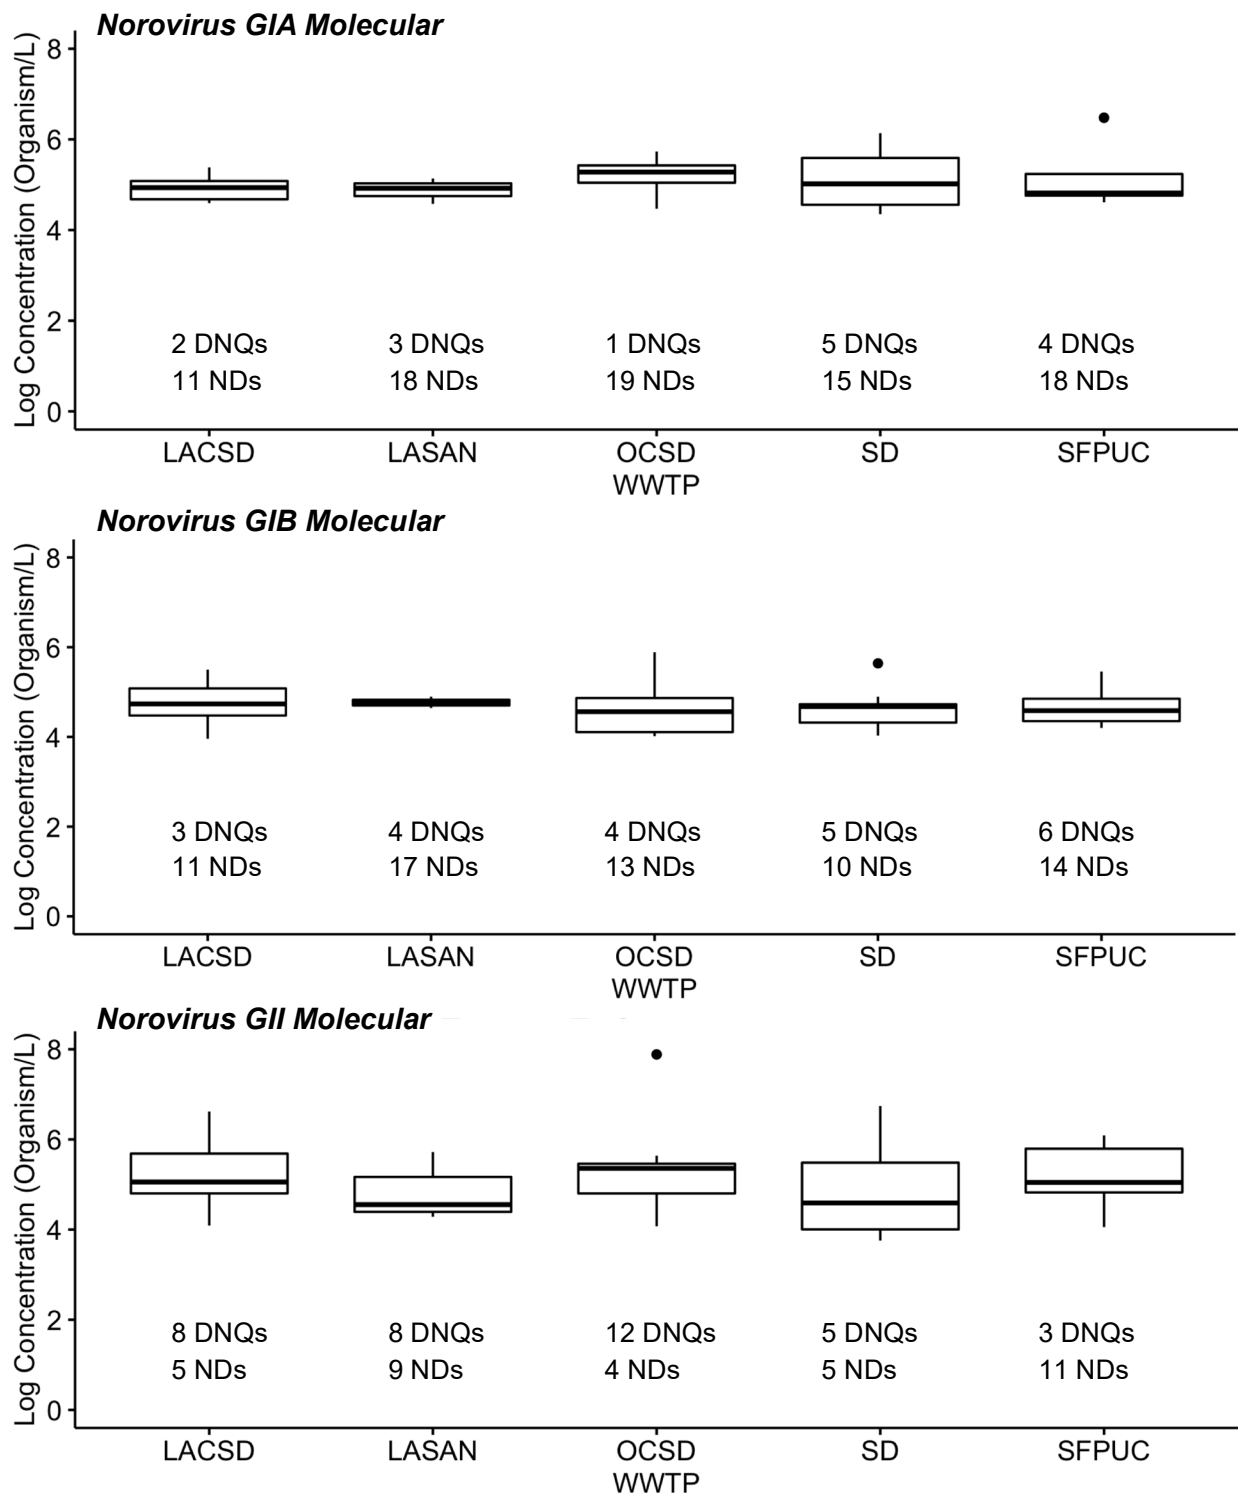 Norovirus GIA Molecular
Log Concentration (Organism/L)
8
6
4
2
0
2 DNQs 3 DNQs 1 DNQs 5 DNQs 4 DNQs
11 NDs 18 NDs 19 NDs 15 NDs 18 NDs
LACSD LASAN OCSD SD SFPUC
WWTP
Norovirus GIB Molecular
Log Concentration (Organism/L)
8
6
4
2
0
3 DNQs 4 DNQs 4 DNQs 5 DNQs 6 DNQs
11 NDs 17 NDs 13 NDs 10 NDs 14 NDs
LACSD LASAN OCSD SD SFPUC
WWTP
Norovirus GII Molecular
Log Concentration (Organism/L)
8
6
4
2
0
8 DNQs 8 DNQs 12 DNQs 5 DNQs 3 DNQs
5 NDs 9 NDs 4 NDs 5 NDs 11 NDs
LACSD LASAN OCSD SD SFPUC
WWTP